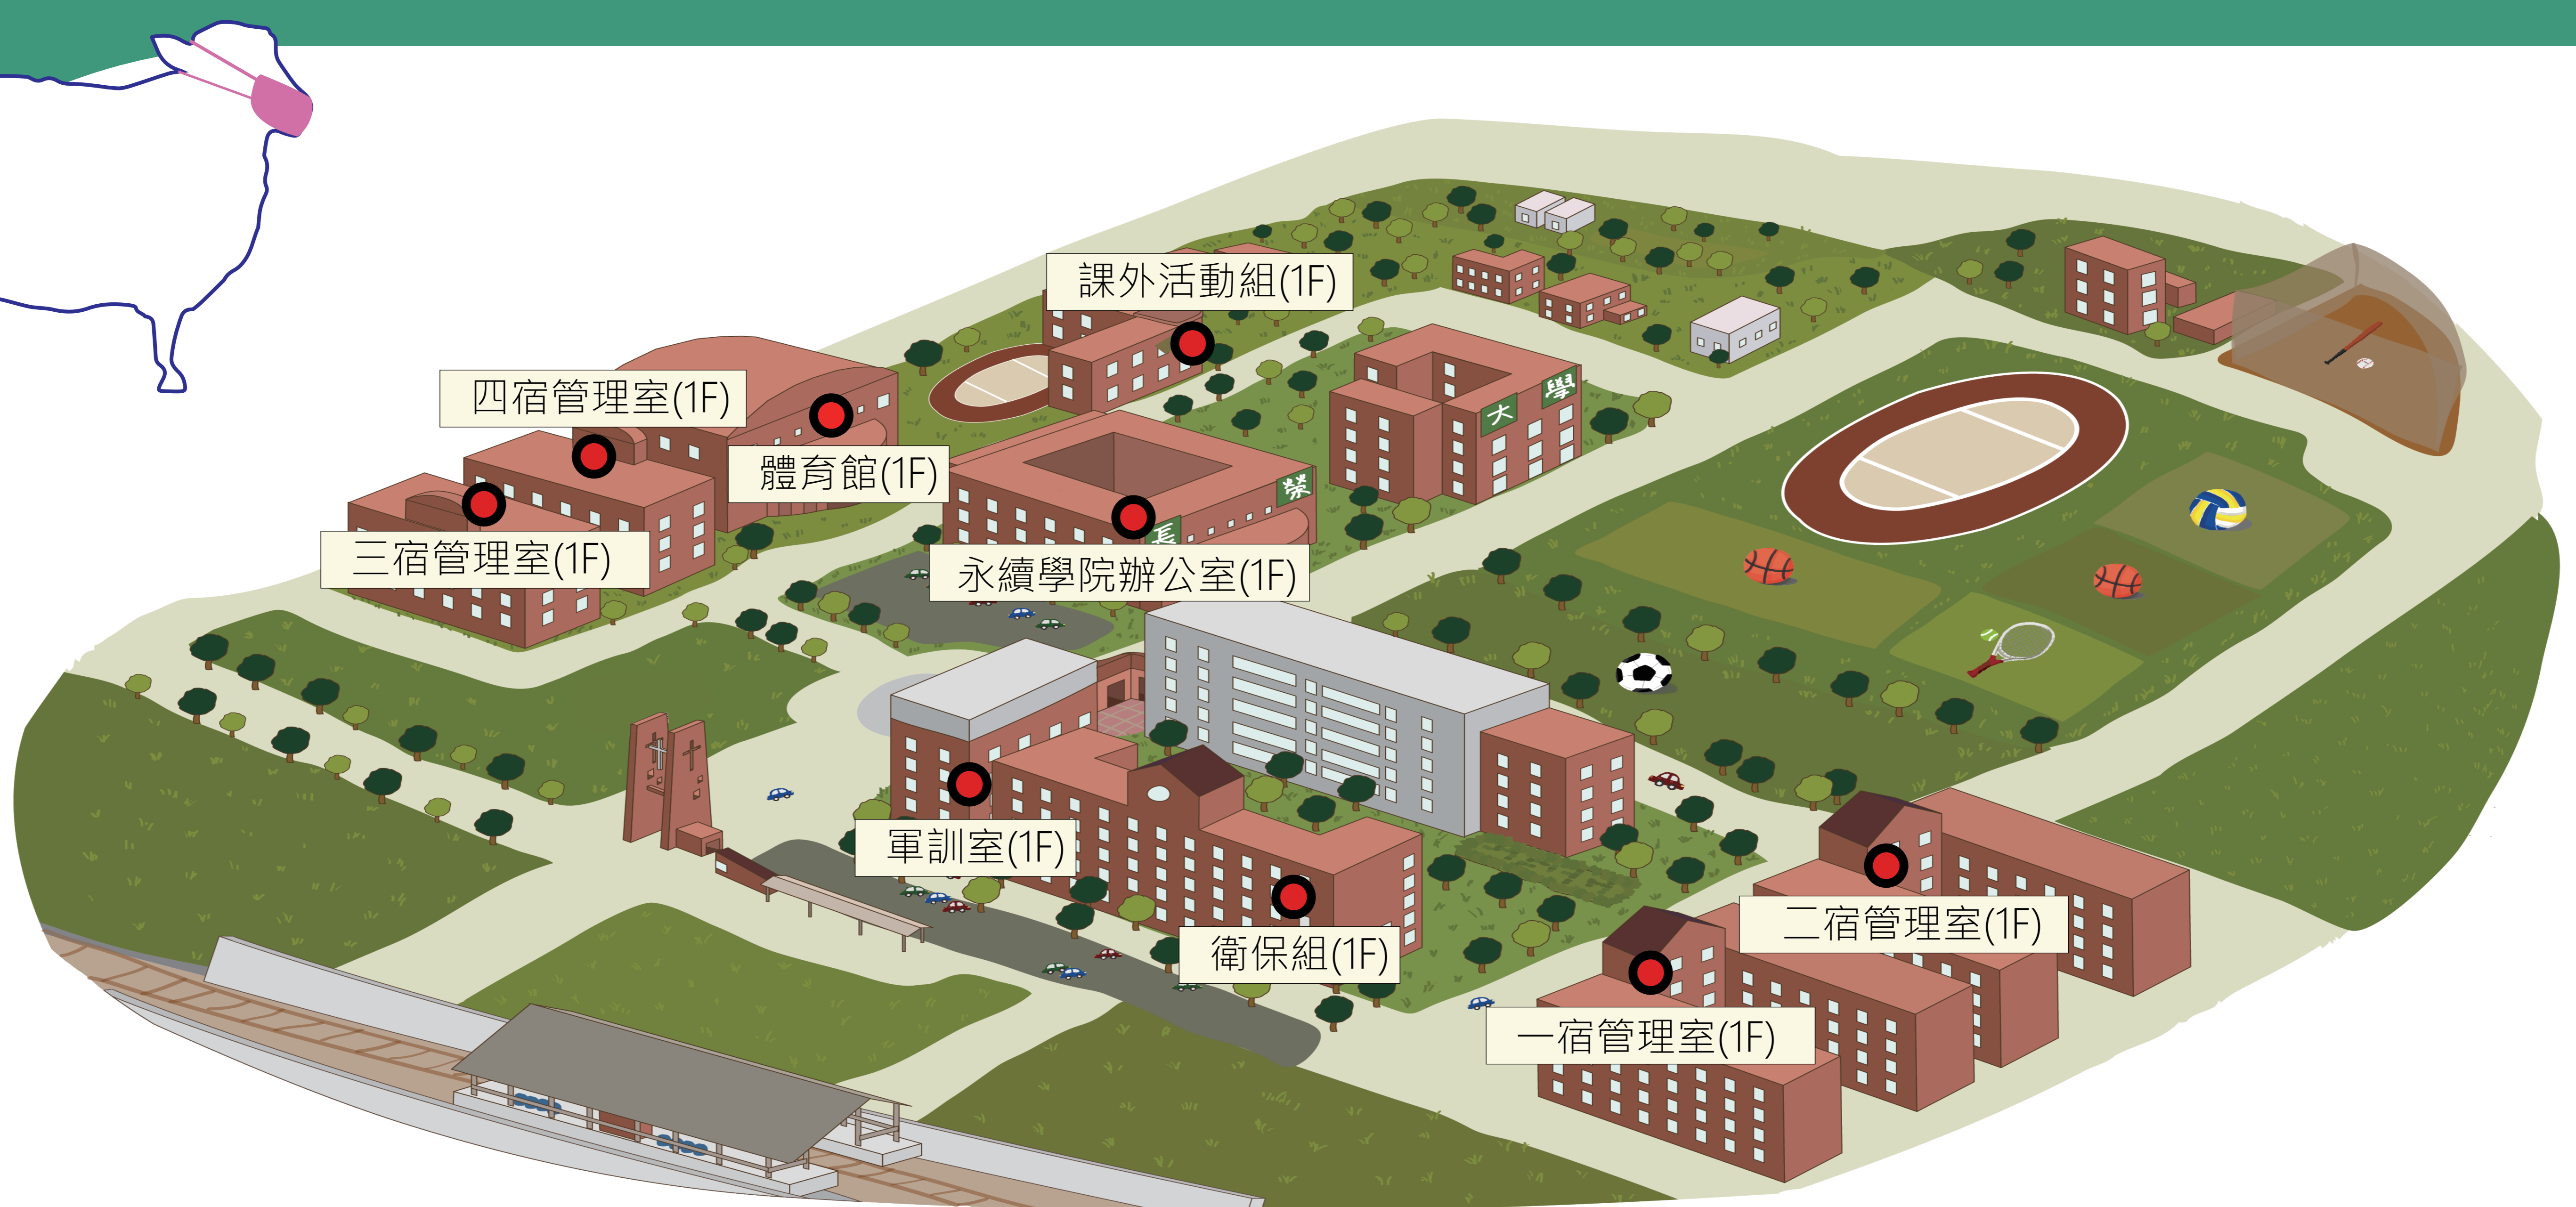 課外活動組(1F)
四宿管理室(1F)
大
學
體育館(1F)
榮
長
三宿管理室(1F)
永續學院辦公室(1F)
軍訓室(1F)
二宿管理室(1F)
衛保組(1F)
一宿管理室(1F)